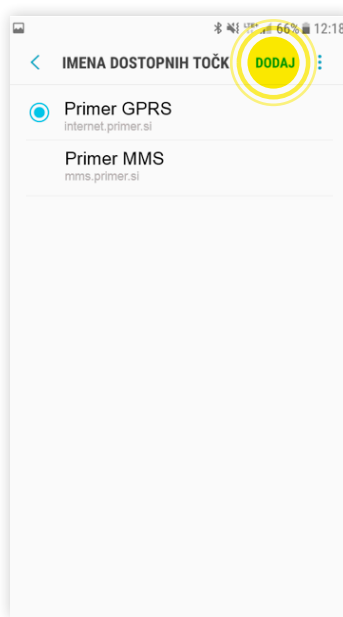 66% 12:18
IMENA DOSTOPNIH TOČK DODAJ
Primer GPRS
internet.primer.si
Primer MMS
mms.primer.si